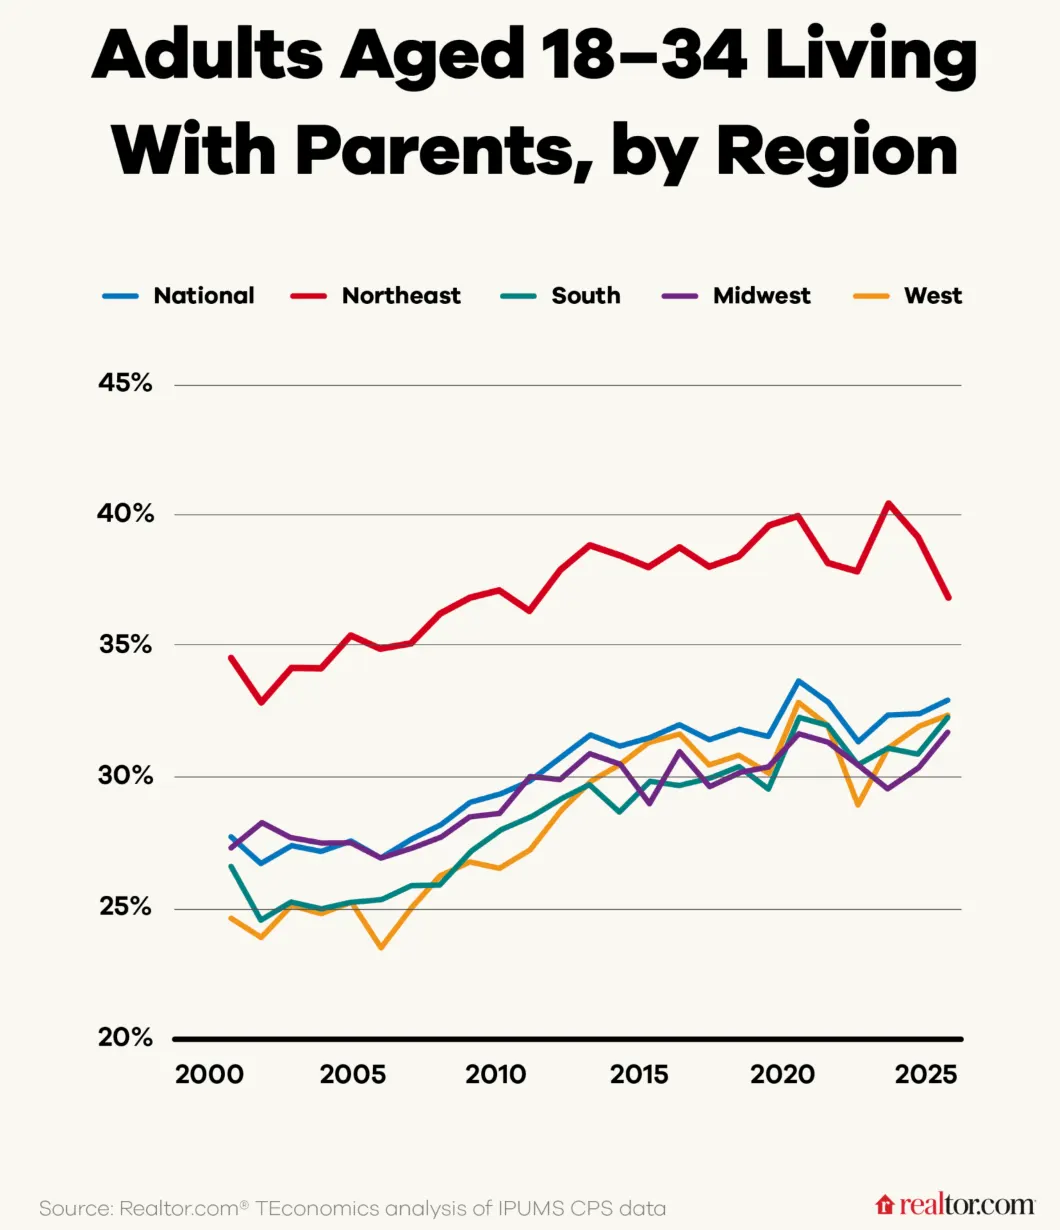 Adults Aged 18–34 Living
With Parents, by Region
National Northeast South Midwest West
45%
40%
35%
30%
25%
20%
2000 2005 2010 2015 2020 2025
Source: Realtor.com® TEconomics analysis of IPUMS CPS data
r realtor.com